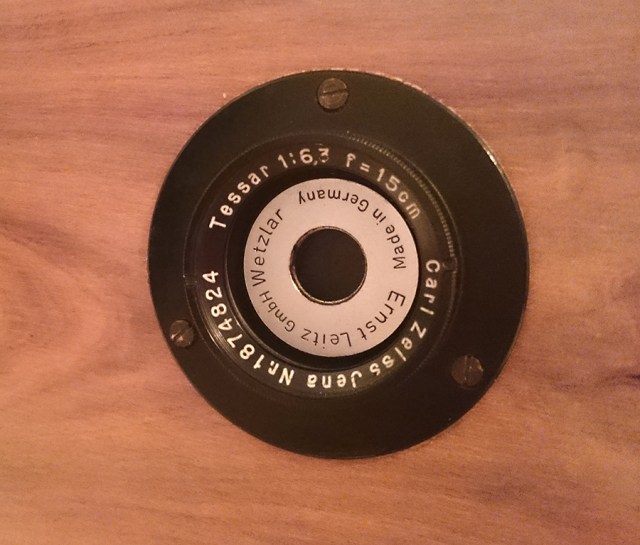 Tessar 1:6,3 f=15cm
Carl Zeiss Jena Nr.1874824
Ernst Leitz GmbH Wetzlar
Made in Germany